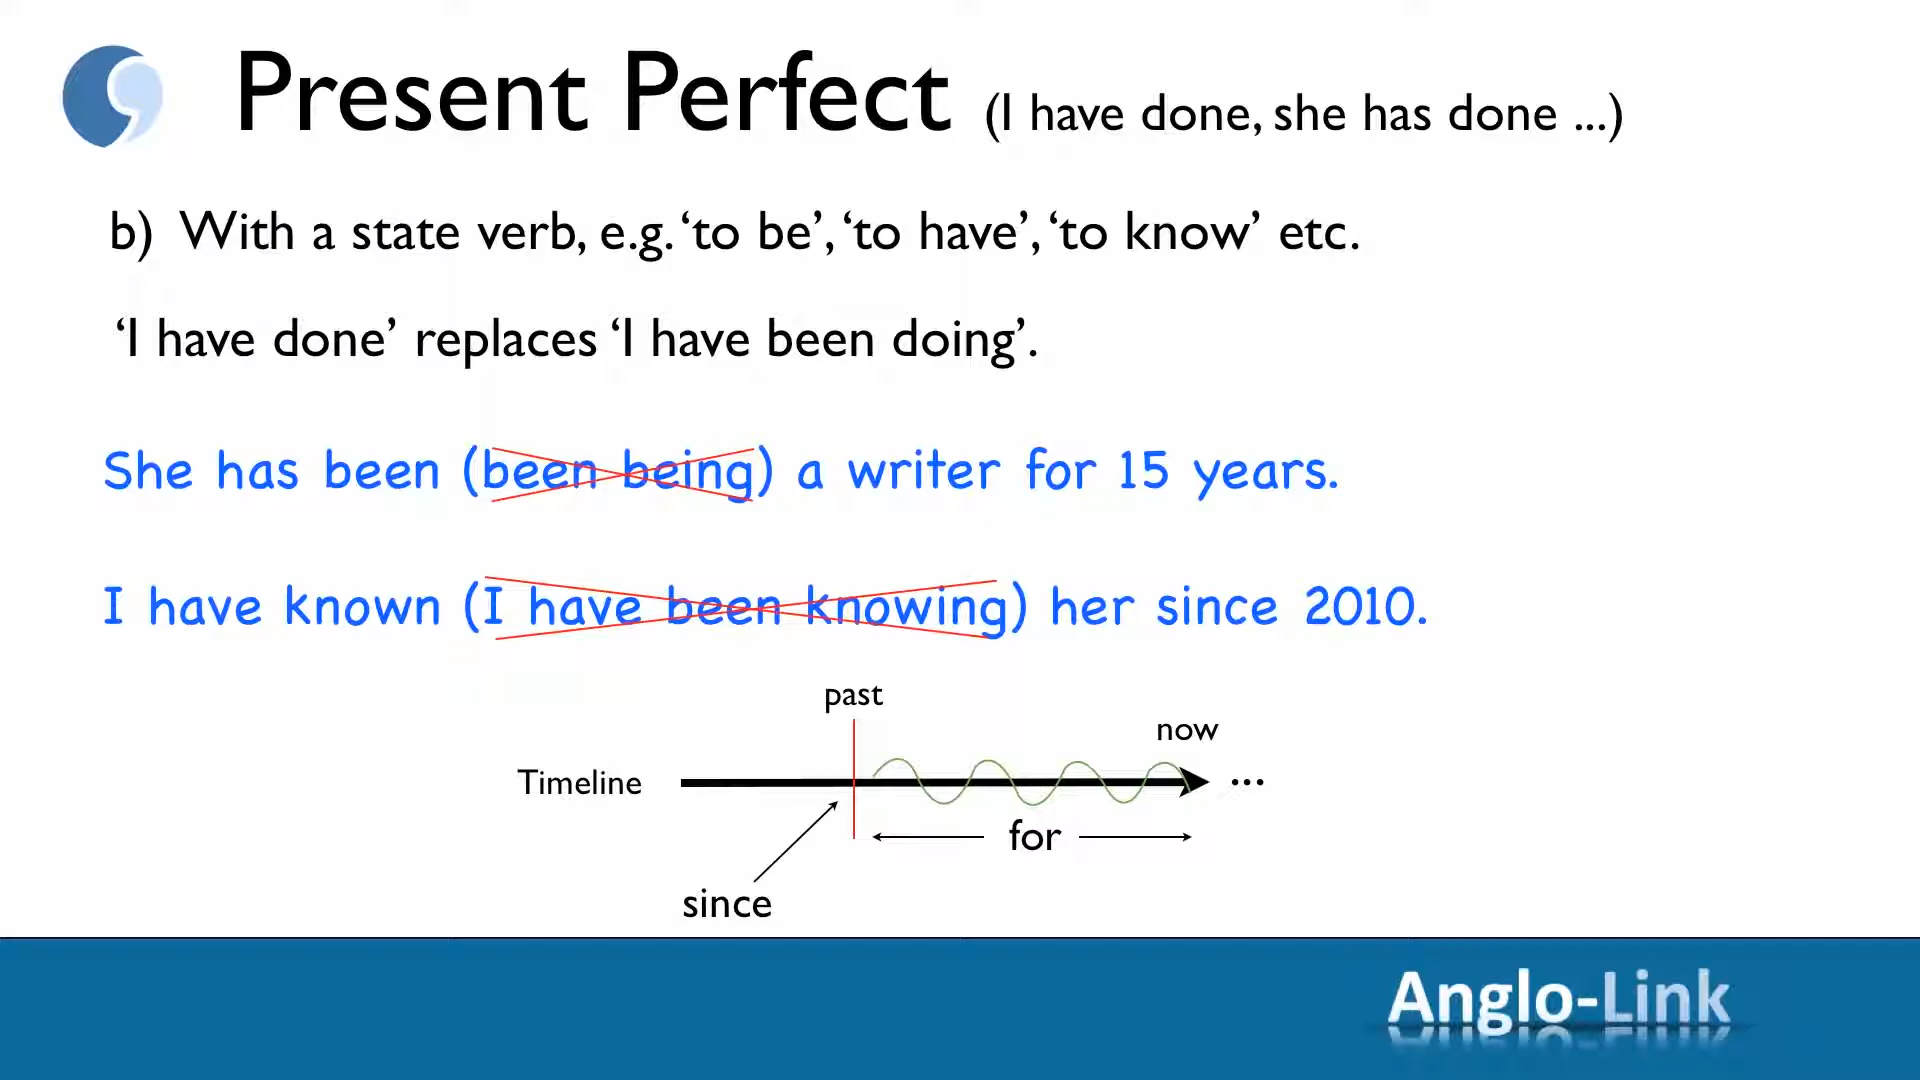 Present Perfect (I have done, she has done ...)
b) With a state verb, e.g. ‘to be’, ‘to have’, ‘to know’ etc.
‘I have done’ replaces ‘I have been doing’.
She has been (been being) a writer for 15 years.
I have known (I have been knowing) her since 2010.
past
now
Timeline
...
for
since
Anglo-Link